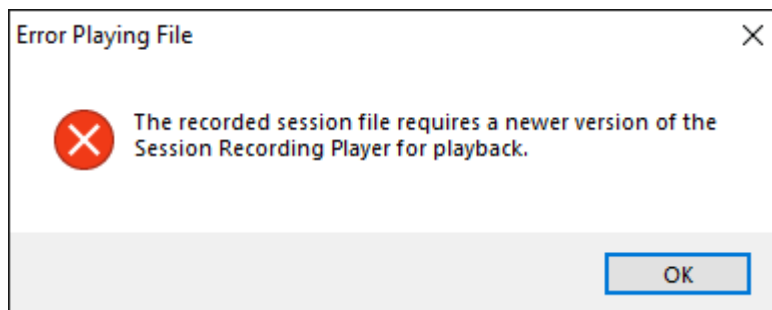 Error Playing File
The recorded session file requires a newer version of the
Session Recording Player for playback.
OK